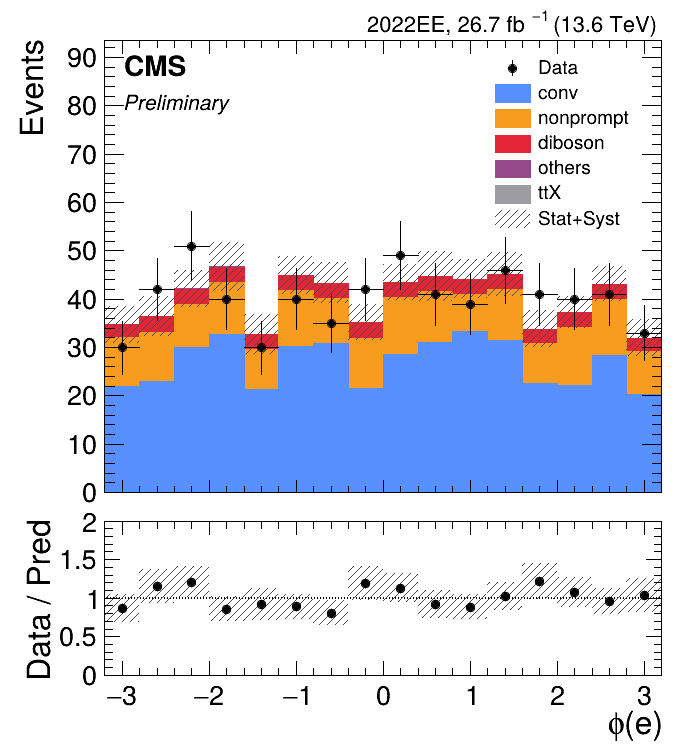 2022EE, 26.7 fb⁻¹ (13.6 TeV)
CMS
Preliminary
Events
90
80
70
60
50
40
30
20
10
0
Data
conv
nonprompt
diboson
others
ttX
Stat+Syst
Data / Pred
2
1.5
1
0.5
0
−3 −2 −1 0 1 2 3
ϕ(e)